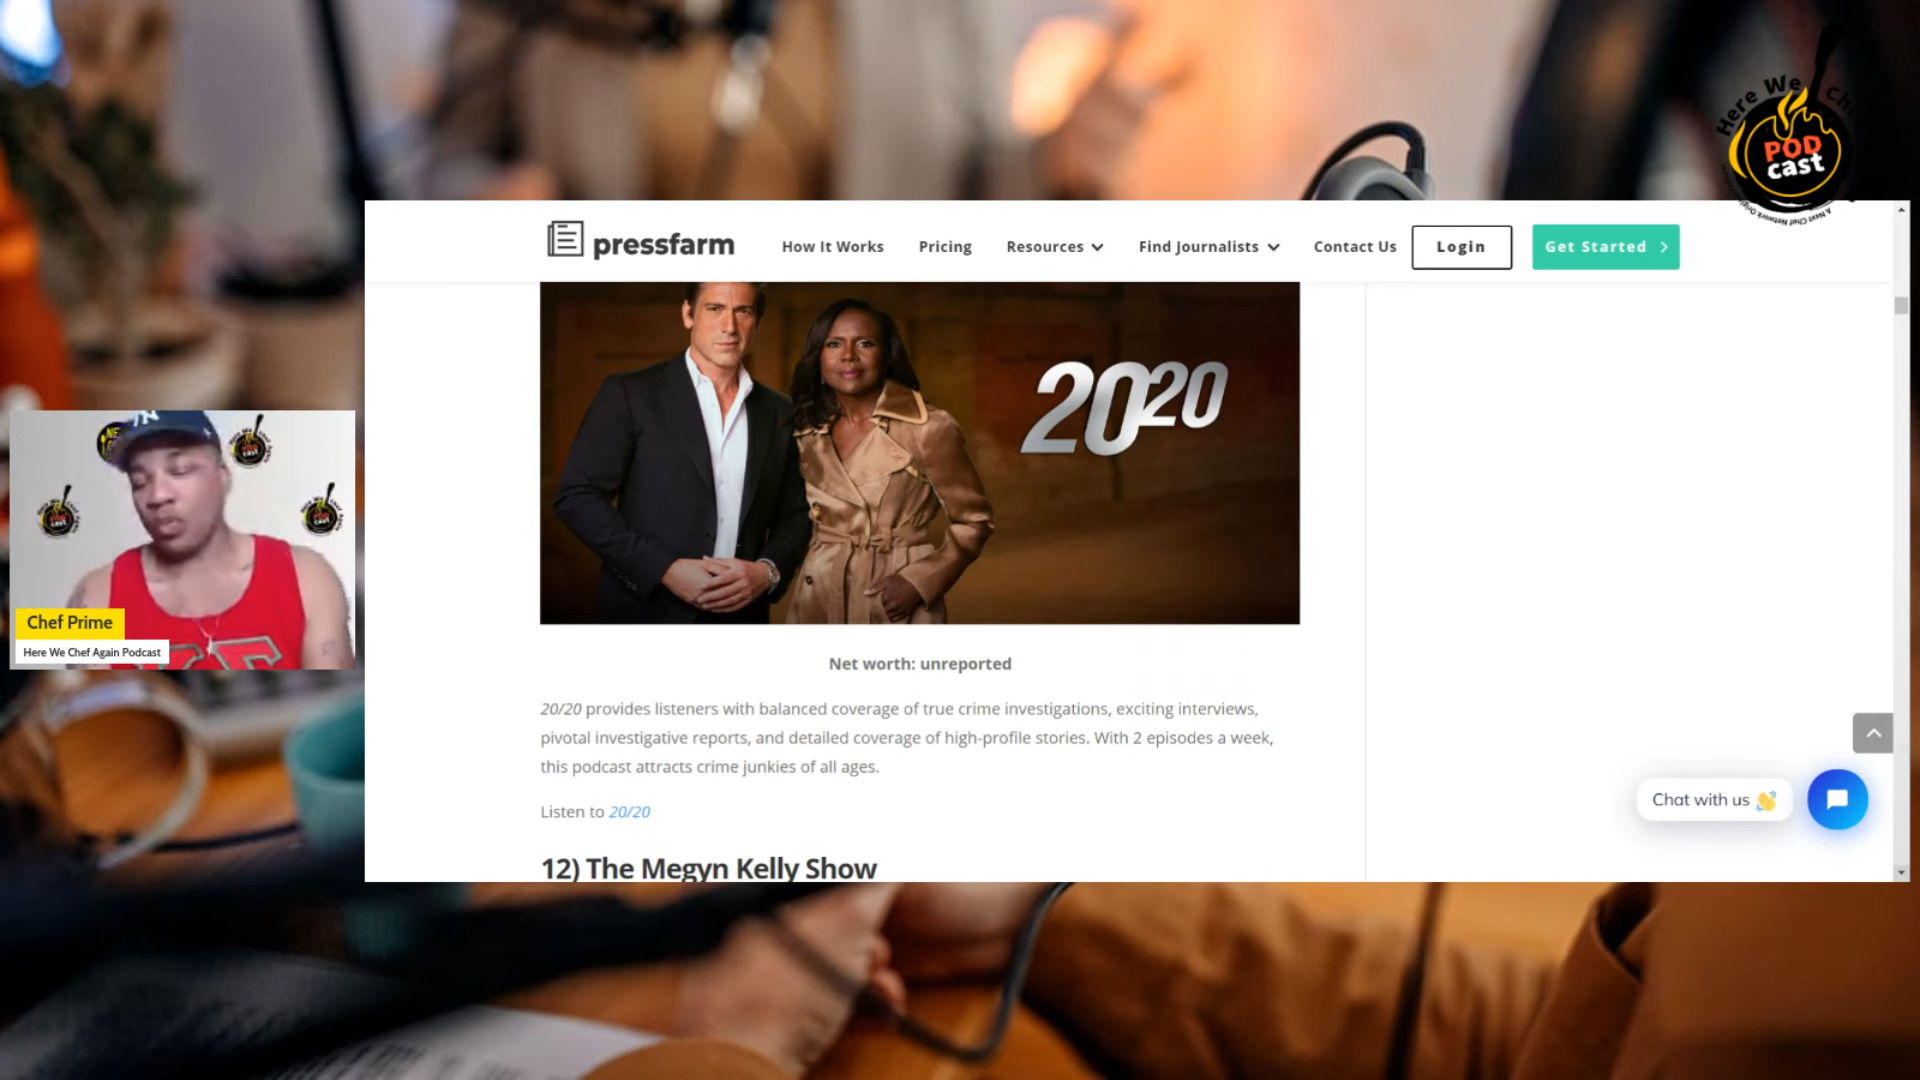 Here We Chef
POD
cast
A Next Chef Network Original
pressfarm
How It Works
Pricing
Resources
Find Journalists
Contact Us
Login
Get Started
2020
Net worth: unreported
20/20 provides listeners with balanced coverage of true crime investigations, exciting interviews,
pivotal investigative reports, and detailed coverage of high-profile stories. With 2 episodes a week,
this podcast attracts crime junkies of all ages.
Listen to 20/20
12) The Megyn Kelly Show
Chat with us 👋
Chef Prime
Here We Chef Again Podcast